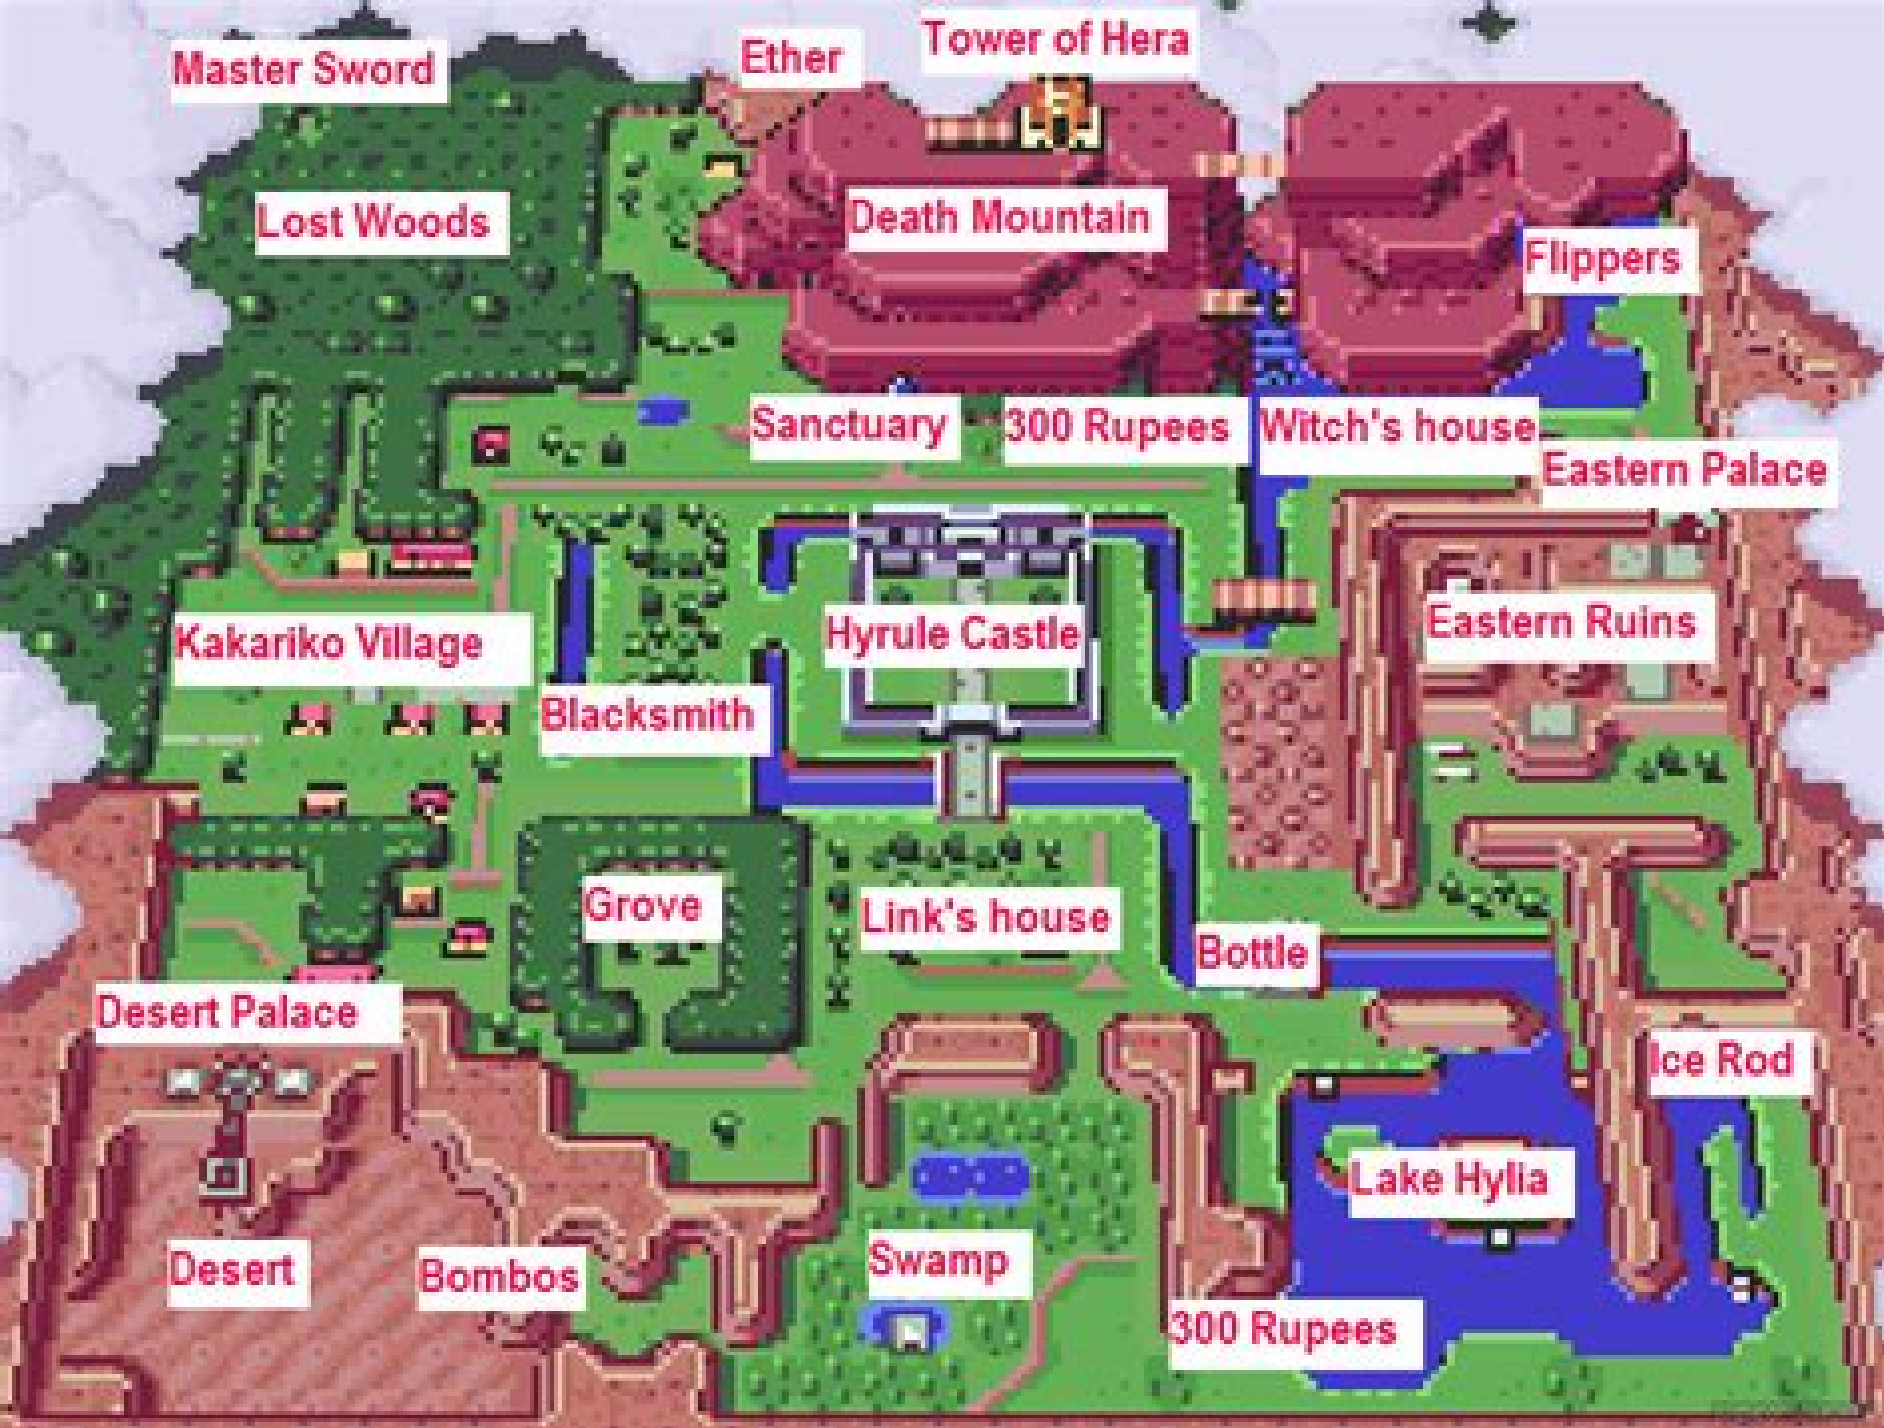 Tower of Hera
Ether
Master Sword
Lost Woods
Death Mountain
Flippers
Sanctuary
300 Rupees
Witch's house
Eastern Palace
Eastern Ruins
Kakariko Village
Hyrule Castle
Blacksmith
Grove
Link's house
Bottle
Desert Palace
Ice Rod
Lake Hylia
Swamp
Desert
Bombos
300 Rupees